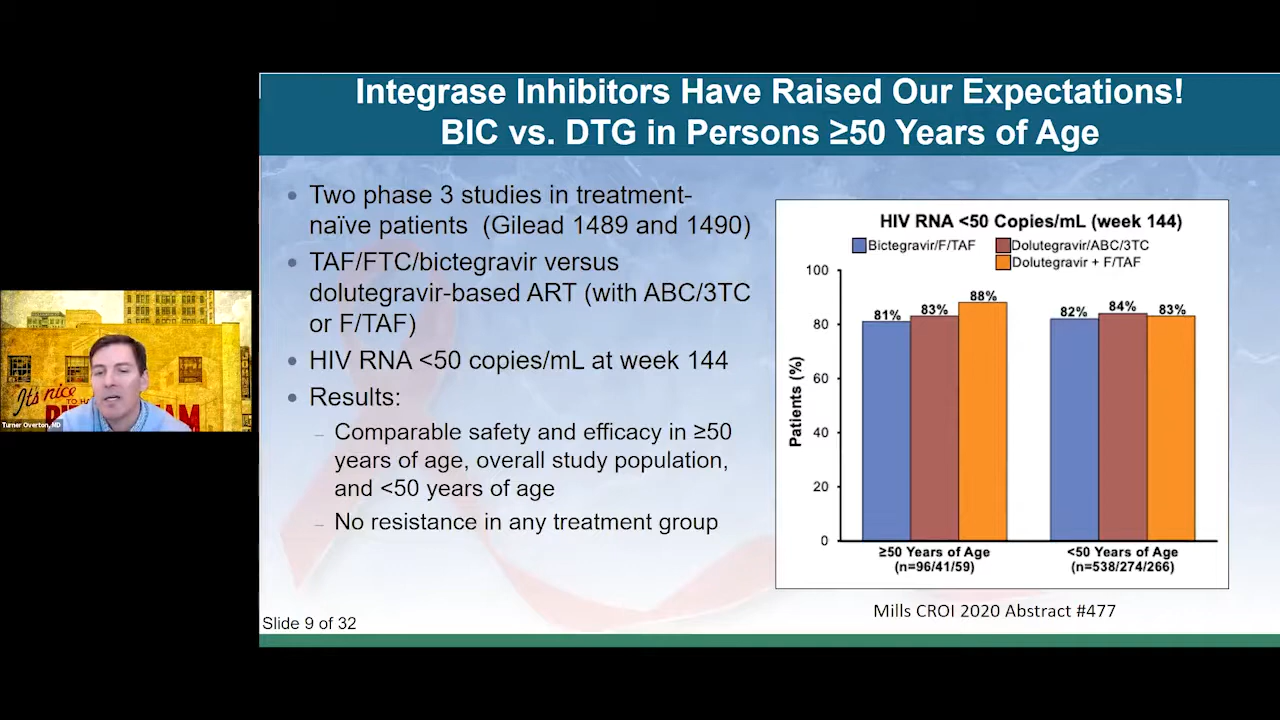 Integrase Inhibitors Have Raised Our Expectations!
BIC vs. DTG in Persons ≥50 Years of Age
• Two phase 3 studies in treatment-
naïve patients (Gilead 1489 and 1490)
• TAF/FTC/bictegravir versus
dolutegravir-based ART (with ABC/3TC
or F/TAF)
• HIV RNA <50 copies/mL at week 144
• Results:
– Comparable safety and efficacy in ≥50
years of age, overall study population,
and <50 years of age
– No resistance in any treatment group
Slide 9 of 32
HIV RNA <50 Copies/mL (week 144)
Bictegravir/F/TAF
Dolutegravir/ABC/3TC
Dolutegravir + F/TAF
Patients (%)
100
80
60
40
20
0
81% 83% 88% 82% 84% 83%
≥50 Years of Age <50 Years of Age
(n=96/41/59) (n=538/274/266)
Mills CROI 2020 Abstract #477
It's nice
TO
Turner Overton, MD